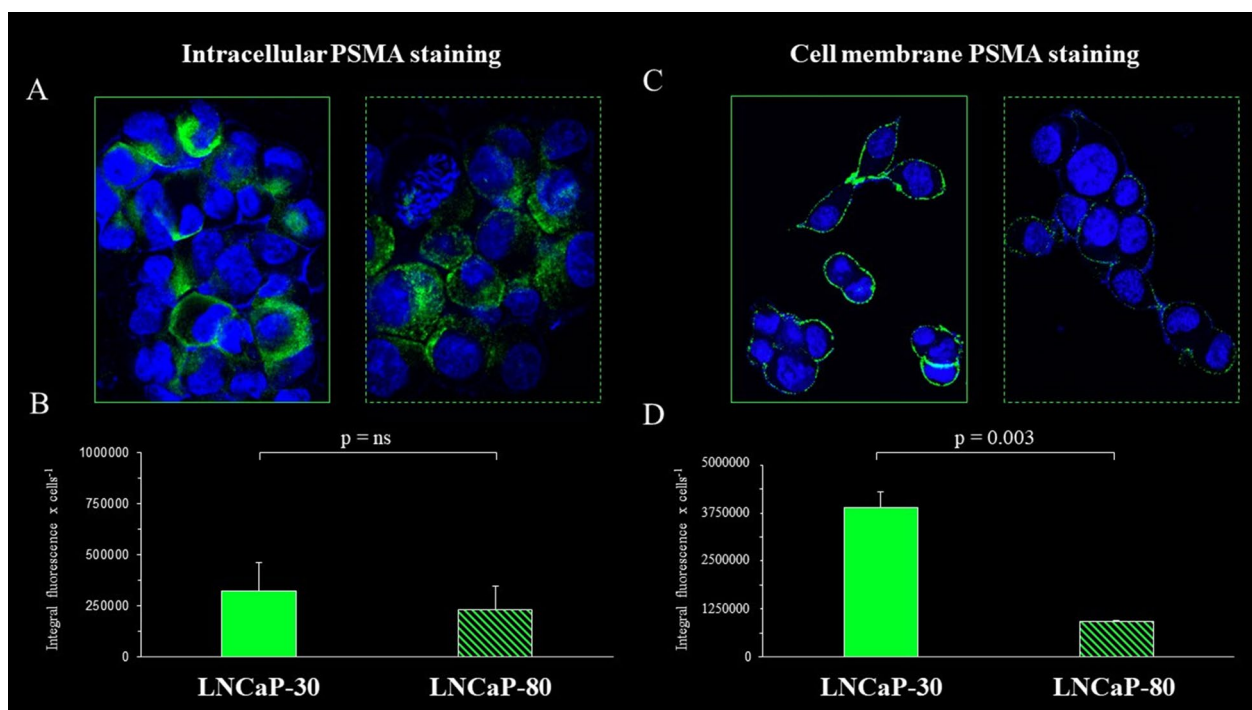 Intracellular PSMA staining
Cell membrane PSMA staining
A
C
B
p = ns
Integral fluorescence x cells-1
1000000
750000
500000
250000
0
LNCaP-30
LNCaP-80
D
p = 0.003
Integral fluorescence x cells-1
5000000
3750000
2500000
1250000
0
LNCaP-30
LNCaP-80